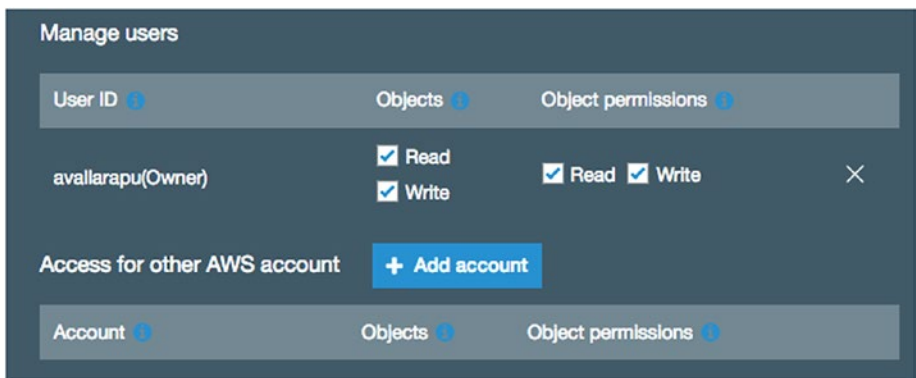 Manage users
User ID Objects Object permissions
avallarapu(Owner) Read Write Read Write
Access for other AWS account + Add account
Account Objects Object permissions